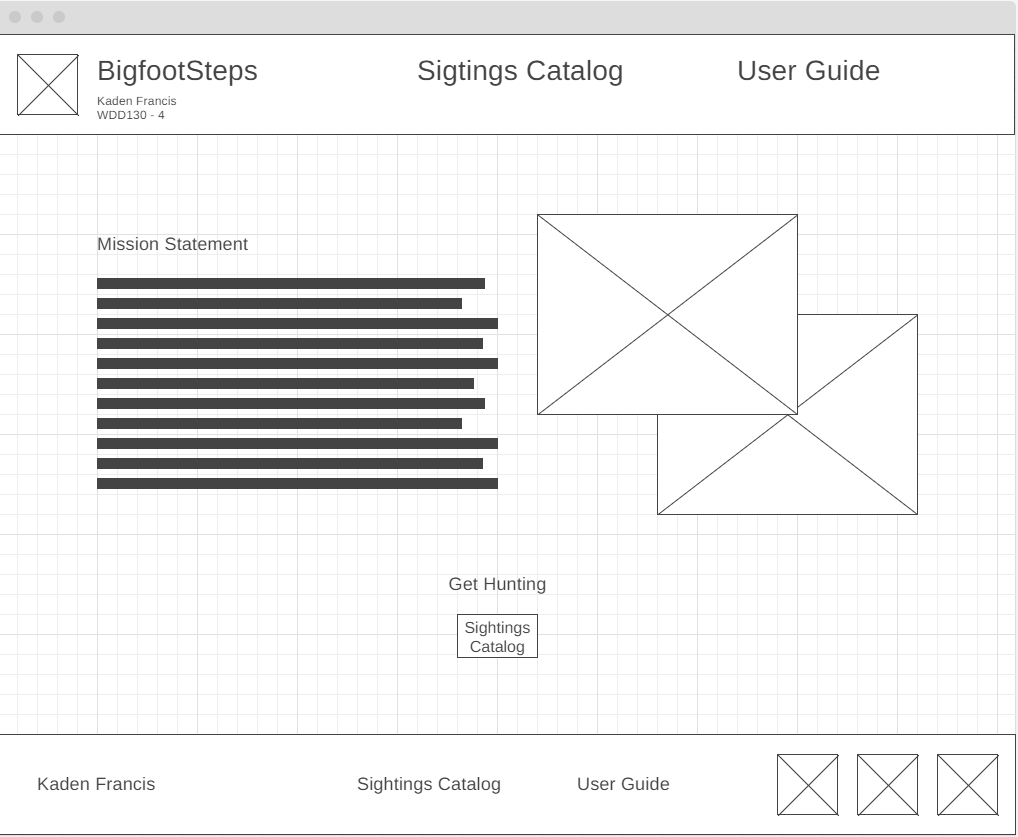 BigfootSteps
Sigtings Catalog
User Guide
Kaden Francis
WDD130 - 4
Mission Statement
Get Hunting
Sightings
Catalog
Kaden Francis
Sightings Catalog
User Guide